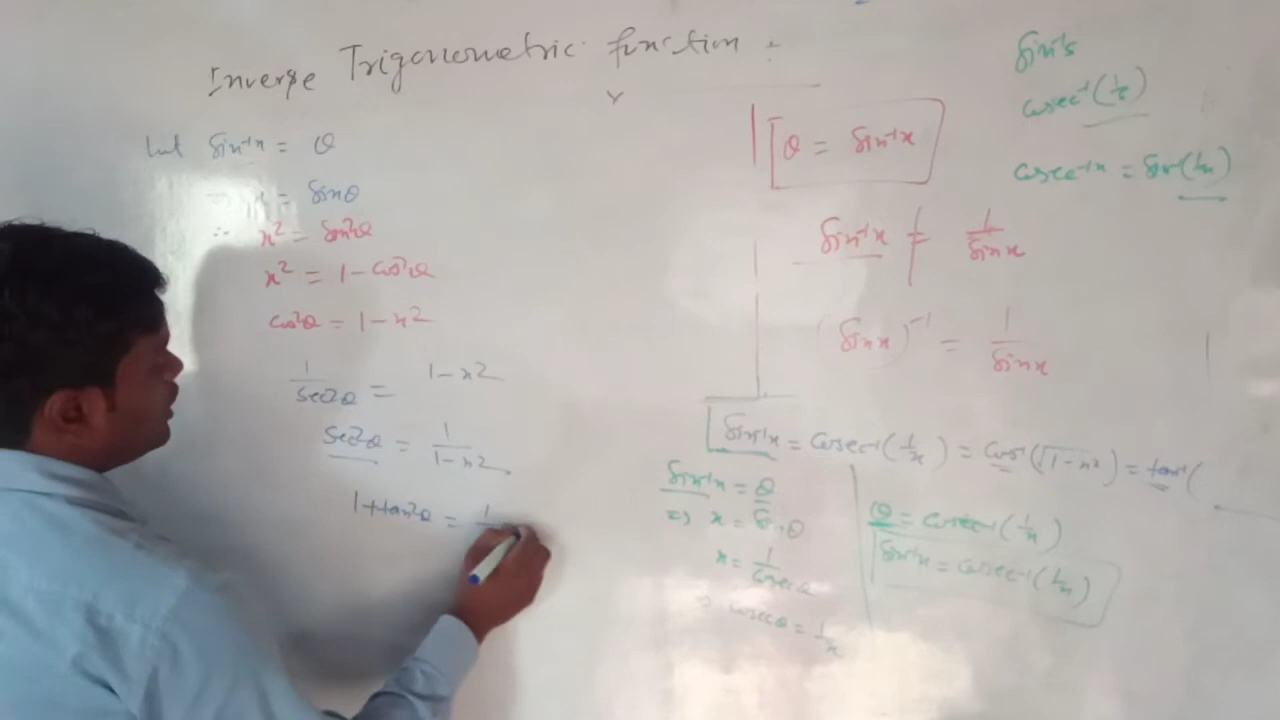 Inverse Trigonometric function
Let sin⁻¹x = θ
= sinθ
∴ x² = sin²θ
x² = 1 - cos²θ
cos²θ = 1 - x²
1/sec²θ = 1 - x²
sec²θ = 1/(1 - x²)
1 + tan²θ = 1
θ = sin⁻¹x
sin⁻¹x ≠ 1/sin x
(sin x)⁻¹ = 1/sin x
sin⁻¹x = cosec⁻¹(1/x) = cos⁻¹(√1 - x²) = tan⁻¹(
sin⁻¹x = θ
=> x = sinθ
x = 1/cosecθ
=> cosecθ = 1/x
θ = cosec⁻¹(1/x)
sin⁻¹x = cosec⁻¹(1/x)
sin⁻¹5
cosec⁻¹(1/5)
cosec⁻¹x = sin⁻¹(1/x)